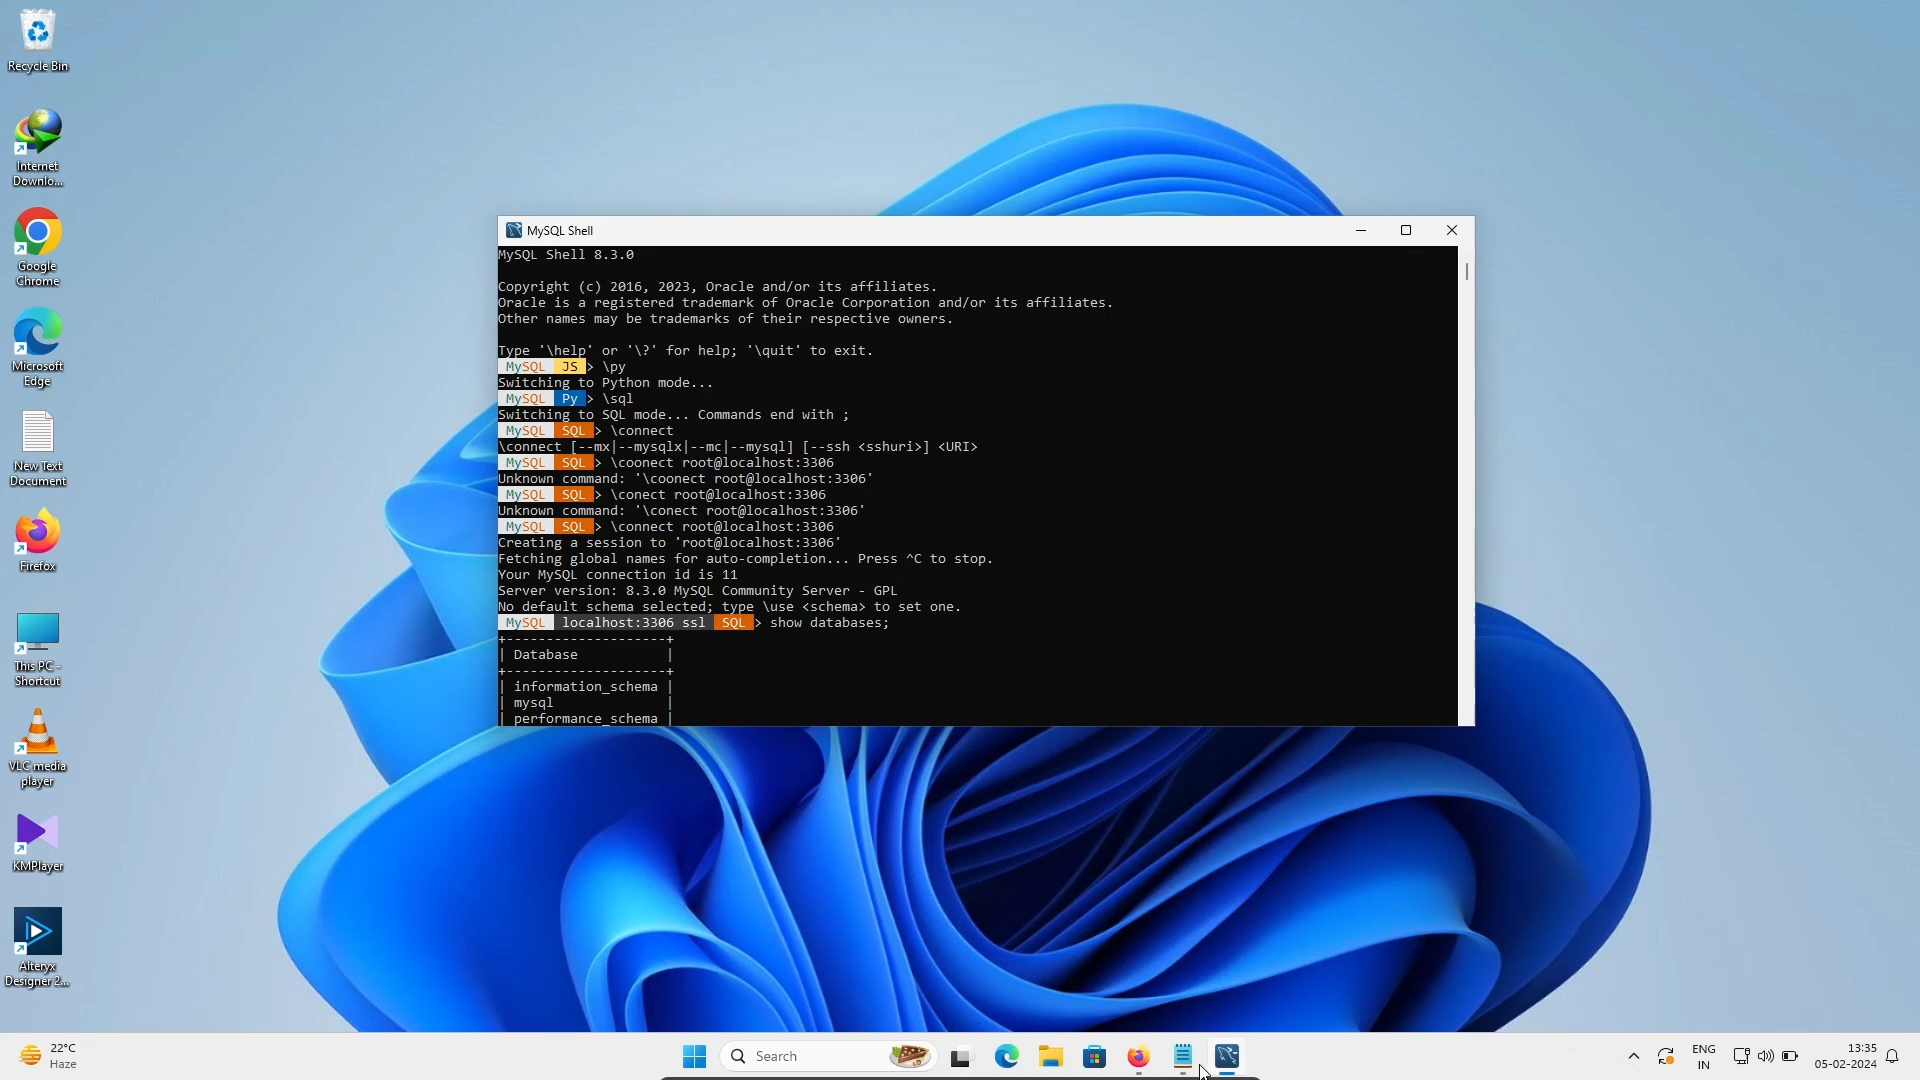 Recycle Bin
Internet
Downlo...
Google
Chrome
Microsoft
Edge
New Text
Document
Firefox
This PC -
Shortcut
VLC media
player
KMPlayer
Alteryx
Designer 2...
MySQL Shell
MySQL Shell 8.3.0
Copyright (c) 2016, 2023, Oracle and/or its affiliates.
Oracle is a registered trademark of Oracle Corporation and/or its affiliates.
Other names may be trademarks of their respective owners.
Type '\help' or '\?' for help; '\quit' to exit.
MySQL JS > \py
Switching to Python mode...
MySQL Py > \sql
Switching to SQL mode... Commands end with ;
MySQL SQL > \connect
\connect [--mx|--mysqlx|--mc|--mysql] [--ssh <sshuri>] <URI>
MySQL SQL > \coonect root@localhost:3306
Unknown command: '\coonect root@localhost:3306'
MySQL SQL > \conect root@localhost:3306
Unknown command: '\conect root@localhost:3306'
MySQL SQL > \connect root@localhost:3306
Creating a session to 'root@localhost:3306'
Fetching global names for auto-completion... Press ^C to stop.
Your MySQL connection id is 11
Server version: 8.3.0 MySQL Community Server - GPL
No default schema selected; type \use <schema> to set one.
MySQL localhost:3306 ssl SQL > show databases;
+--------------------+
| Database           |
+--------------------+
| information_schema |
| mysql              |
| performance_schema |
22°C
Haze
Search
ENG
IN
13:35
05-02-2024